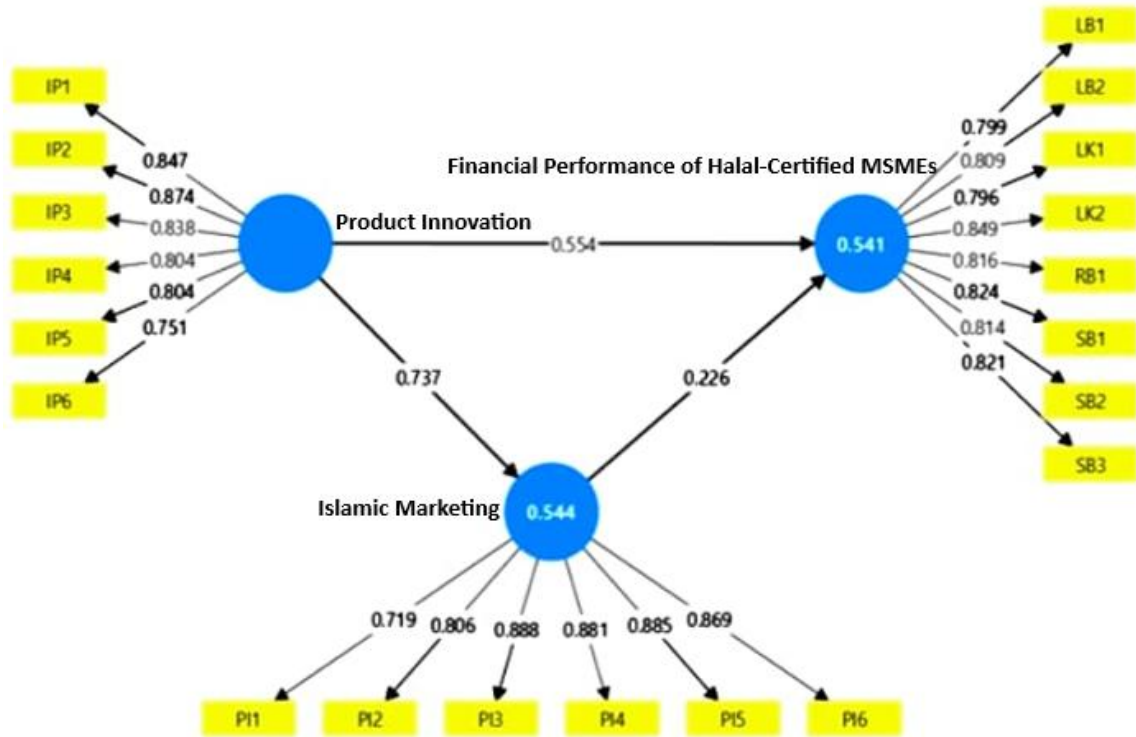 LB1
IP1
LB2
0.799
IP2
0.847
0.809
LK1
Financial Performance of Halal-Certified MSMEs
0.874
0.796
IP3
Product Innovation
LK2
0.838
0.849
0.554
0.541
IP4
0.804
0.816
RB1
0.804
0.824
IP5
0.751
0.814
SB1
0.821
0.737
0.226
IP6
SB2
SB3
Islamic Marketing
0.544
0.719
0.806
0.888
0.881
0.885
0.869
PI1
PI2
PI3
PI4
PI5
PI6